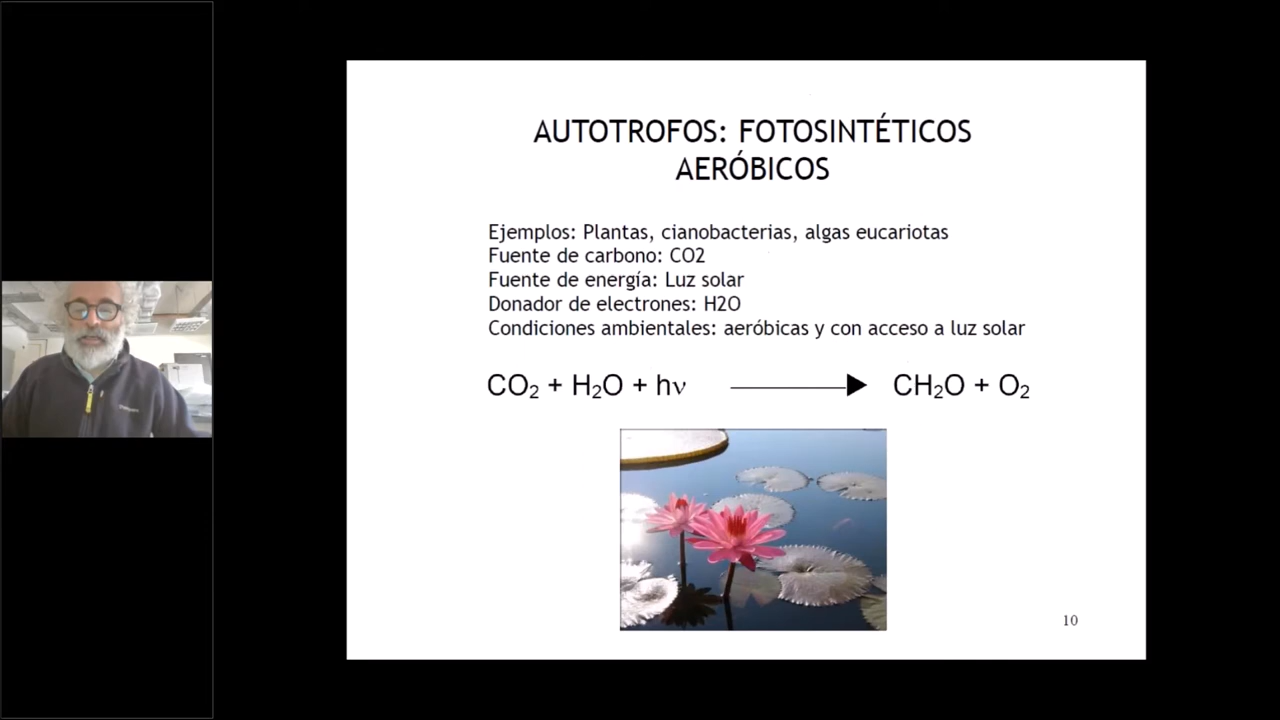 AUTOTROFOS: FOTOSINTÉTICOS
AERÓBICOS
Ejemplos: Plantas, cianobacterias, algas eucariotas
Fuente de carbono: CO2
Fuente de energía: Luz solar
Donador de electrones: H2O
Condiciones ambientales: aeróbicas y con acceso a luz solar
CO₂ + H₂O + hν ⟶ CH₂O + O₂
10